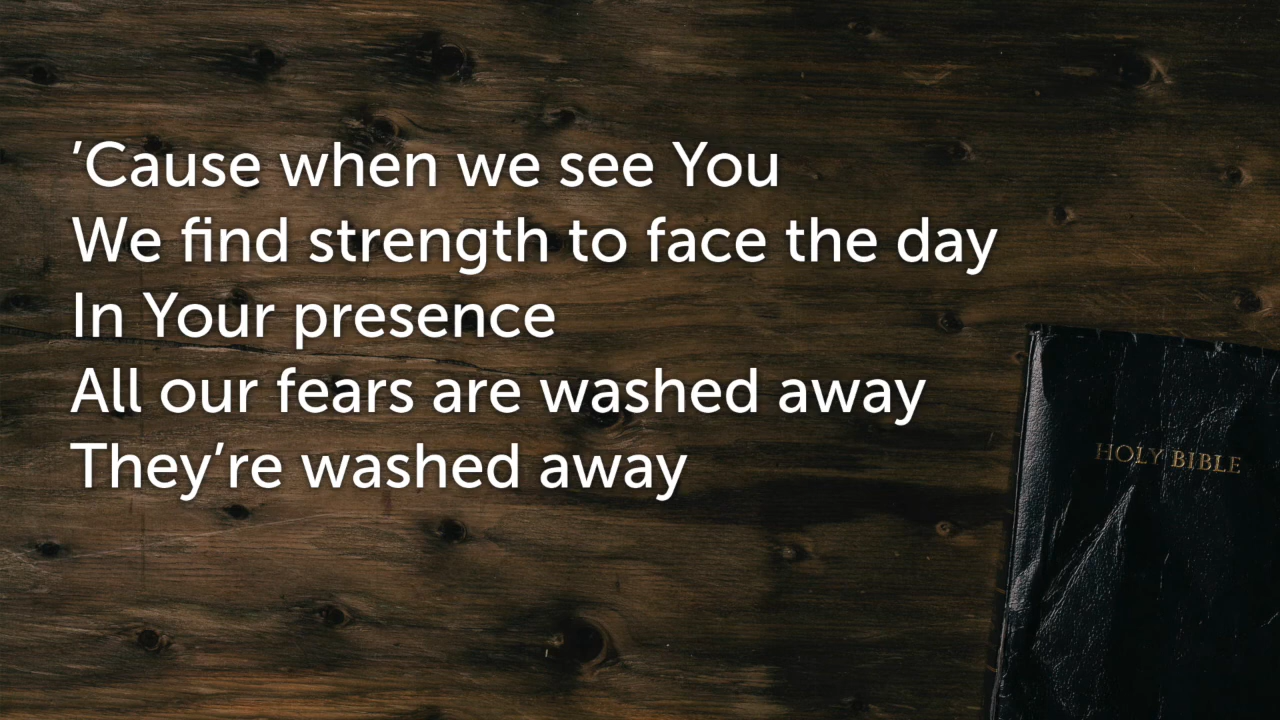 ’Cause when we see You
We find strength to face the day
In Your presence
All our fears are washed away
They’re washed away
HOLY BIBLE